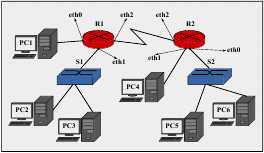 eth0 R1 eth2 eth2 R2
PC1
S1 eth1 eth1 eth0
S2
PC4
PC2
PC3 PC5 PC6